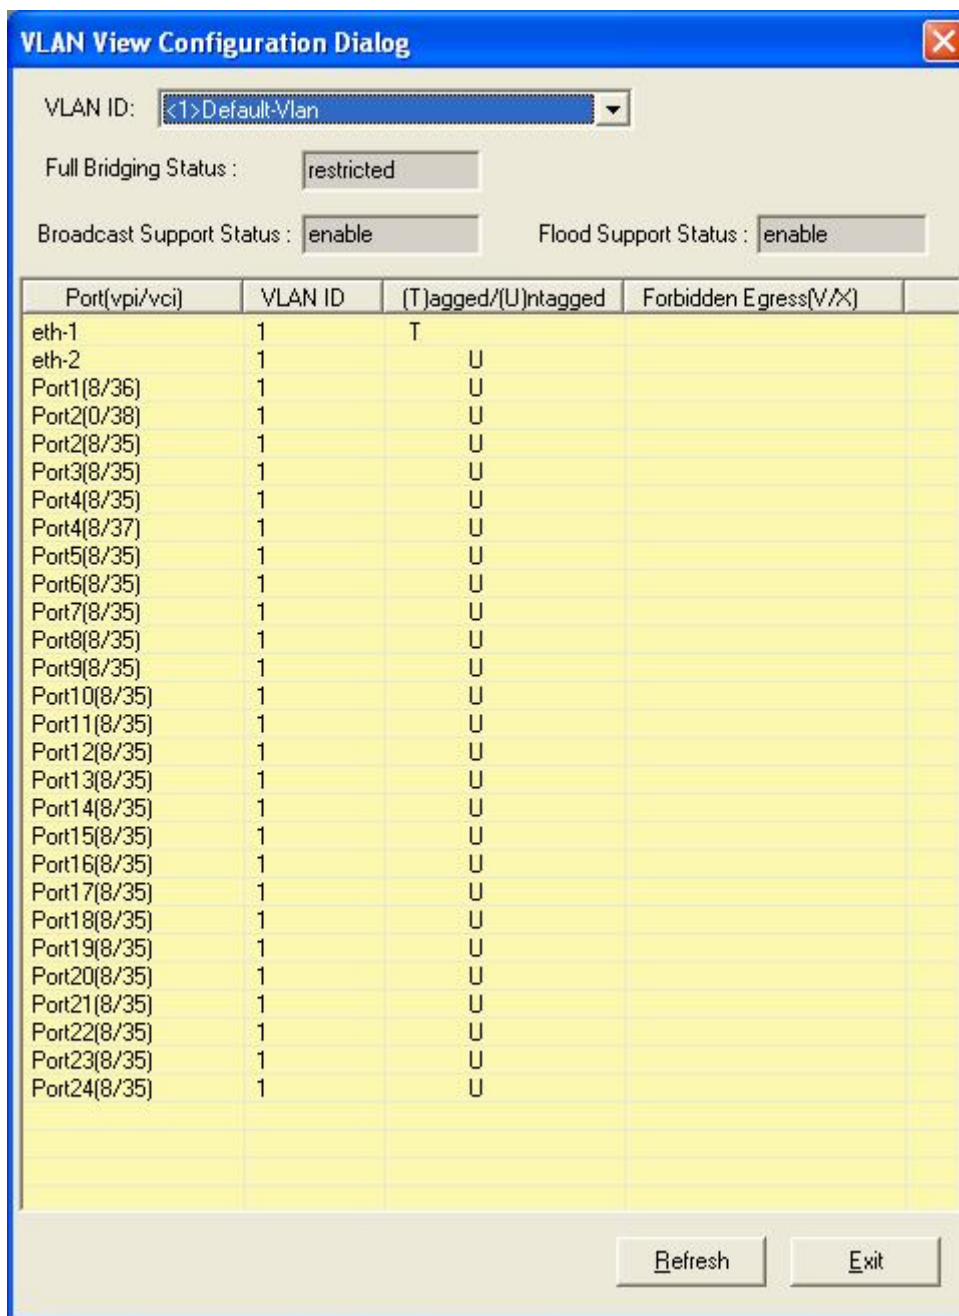 VLAN View Configuration Dialog
VLAN ID: <1>Default-Vlan
Full Bridging Status : restricted
Broadcast Support Status : enable Flood Support Status : enable
Port(vpi/vci) VLAN ID (T)agged/(U)ntagged Forbidden Egress(V/X)
eth-1 1 T
eth-2 1 U
Port1(8/36) 1 U
Port2(0/38) 1 U
Port2(8/35) 1 U
Port3(8/35) 1 U
Port4(8/35) 1 U
Port4(8/37) 1 U
Port5(8/35) 1 U
Port6(8/35) 1 U
Port7(8/35) 1 U
Port8(8/35) 1 U
Port9(8/35) 1 U
Port10(8/35) 1 U
Port11(8/35) 1 U
Port12(8/35) 1 U
Port13(8/35) 1 U
Port14(8/35) 1 U
Port15(8/35) 1 U
Port16(8/35) 1 U
Port17(8/35) 1 U
Port18(8/35) 1 U
Port19(8/35) 1 U
Port20(8/35) 1 U
Port21(8/35) 1 U
Port22(8/35) 1 U
Port23(8/35) 1 U
Port24(8/35) 1 U
Refresh Exit